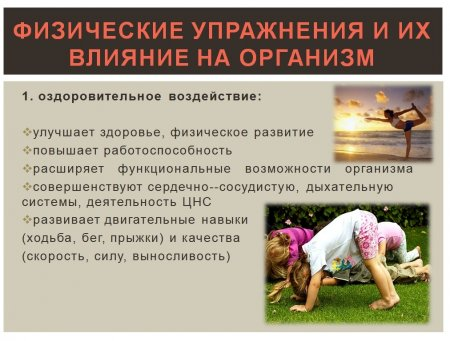 ФИЗИЧЕСКИЕ УПРАЖНЕНИЯ И ИХ
ВЛИЯНИЕ НА ОРГАНИЗМ
1. оздоровительное воздействие:
❖улучшает здоровье, физическое развитие
❖повышает работоспособность
❖расширяет функциональные возможности организма
❖совершенствуют сердечно--сосудистую, дыхательную
системы, деятельность ЦНС
❖развивает двигательные навыки
(ходьба, бег, прыжки) и качества
(скорость, силу, выносливость)